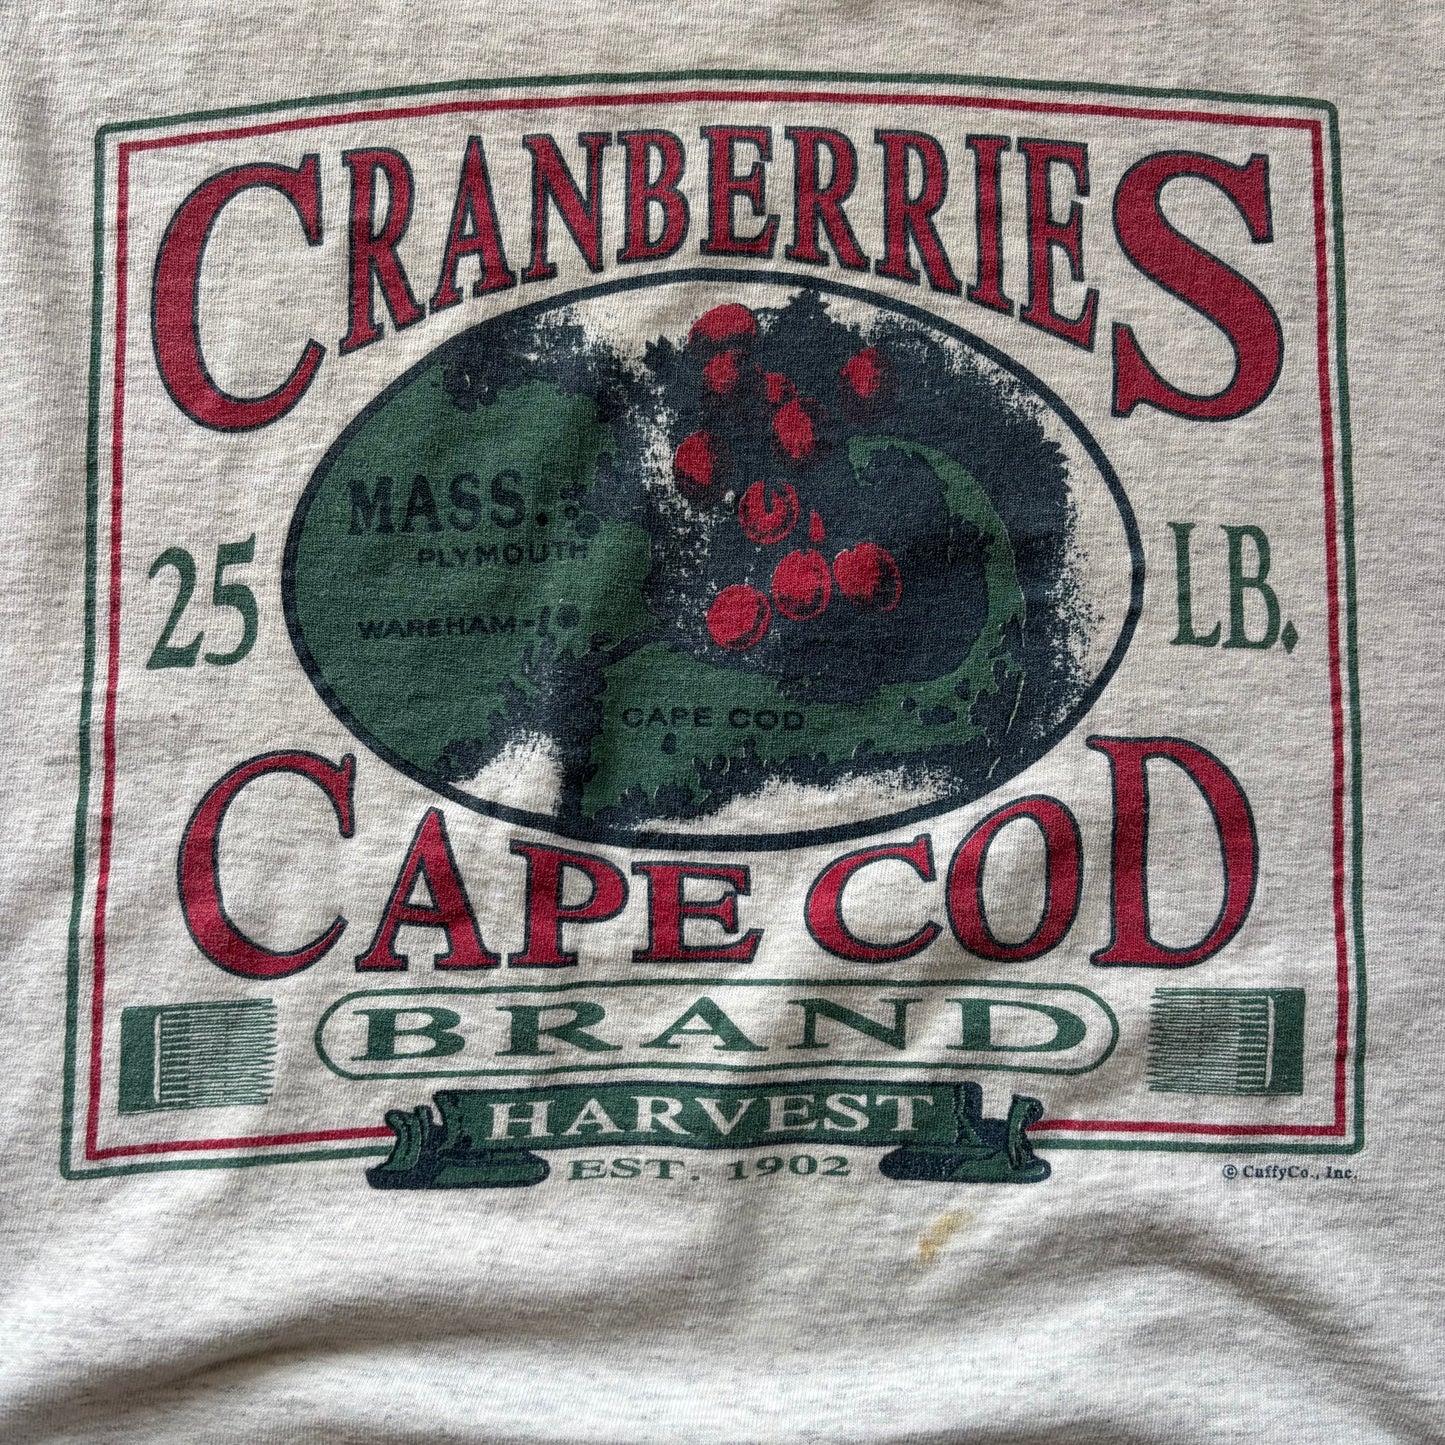 CRANBERRIES
MASS.
PLYMOUTH
25 LB.
WAREHAM
CAPE COD
CAPE COD
BRAND
HARVEST
EST. 1902
© CuffyCo., Inc.